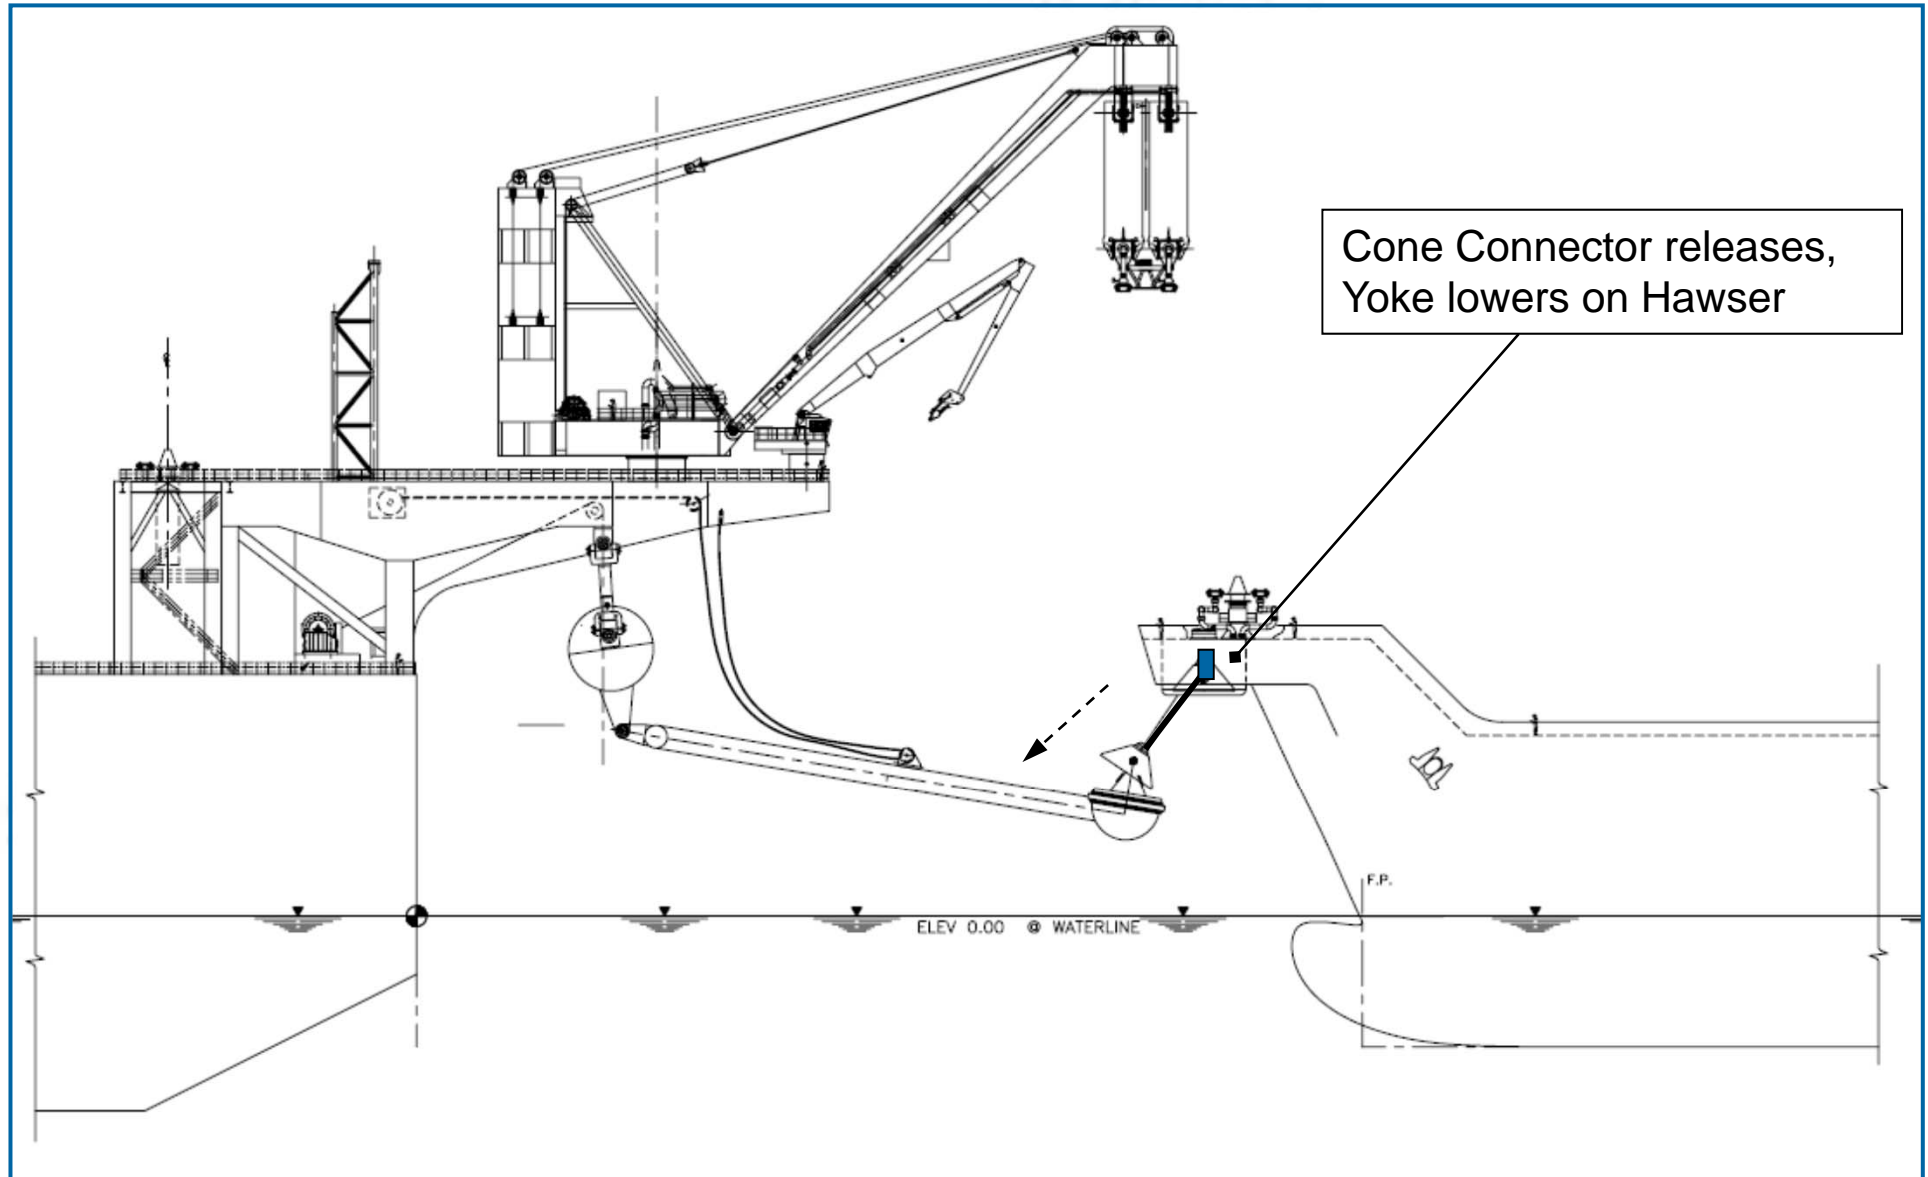 Cone Connector releases,
Yoke lowers on Hawser
F.P.
ELEV 0.00 @ WATERLINE